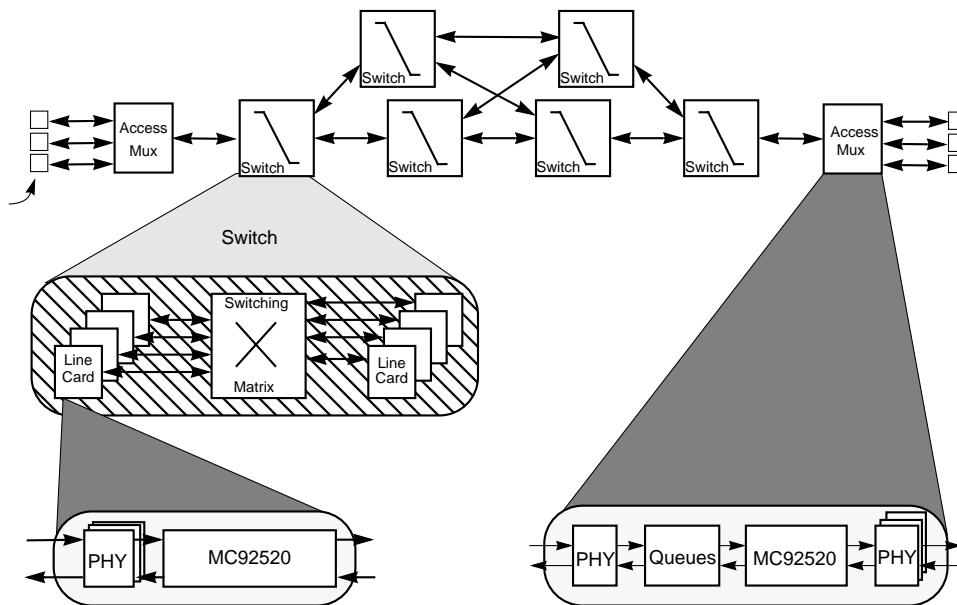 Switch
Switch
Access
Mux
Switch
Switch
Switch
Switch
Access
Mux
Switch
Switching
Matrix
Line
Card
Line
Card
PHY
MC92520
PHY
Queues
MC92520
PHY